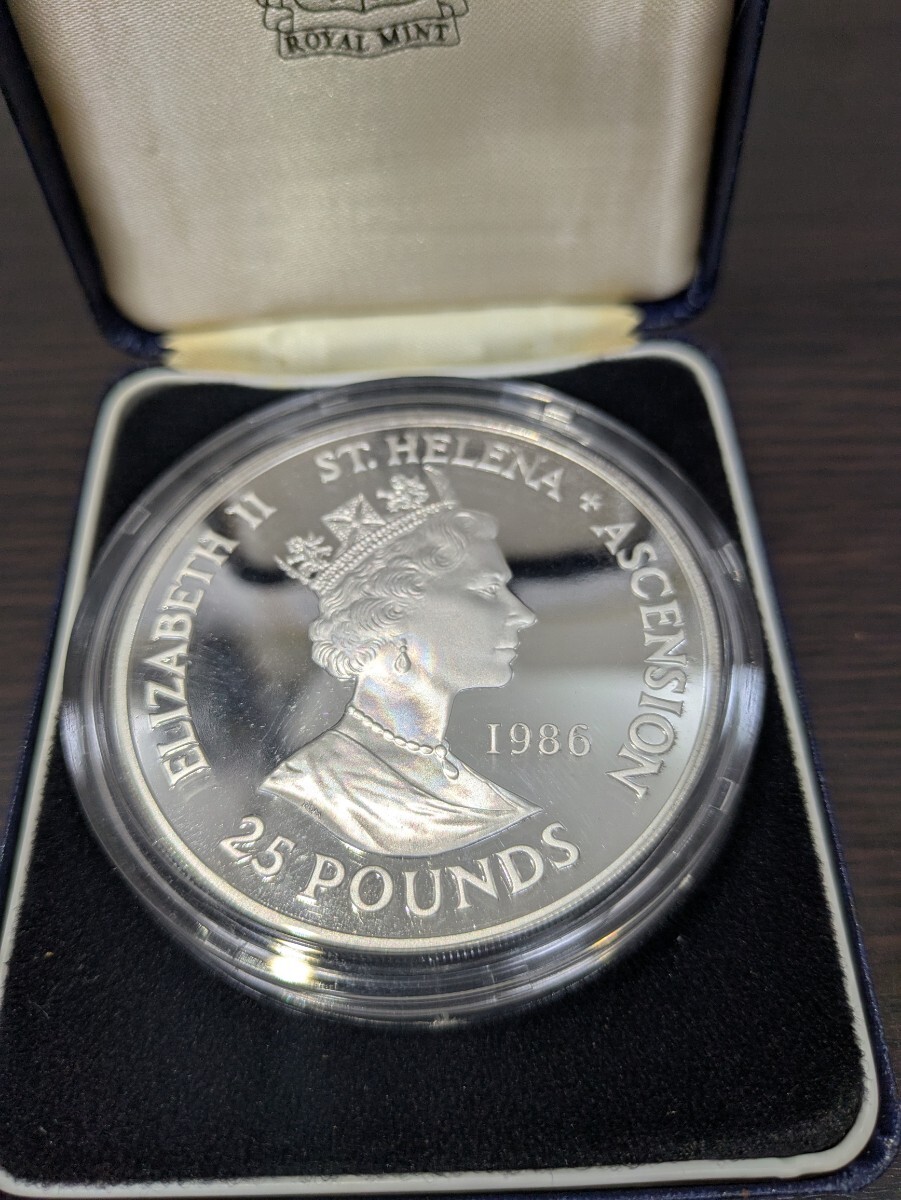 ROYAL MINT
ELIZABETH II
ST. HELENA * ASCENSION
1986
25 POUNDS